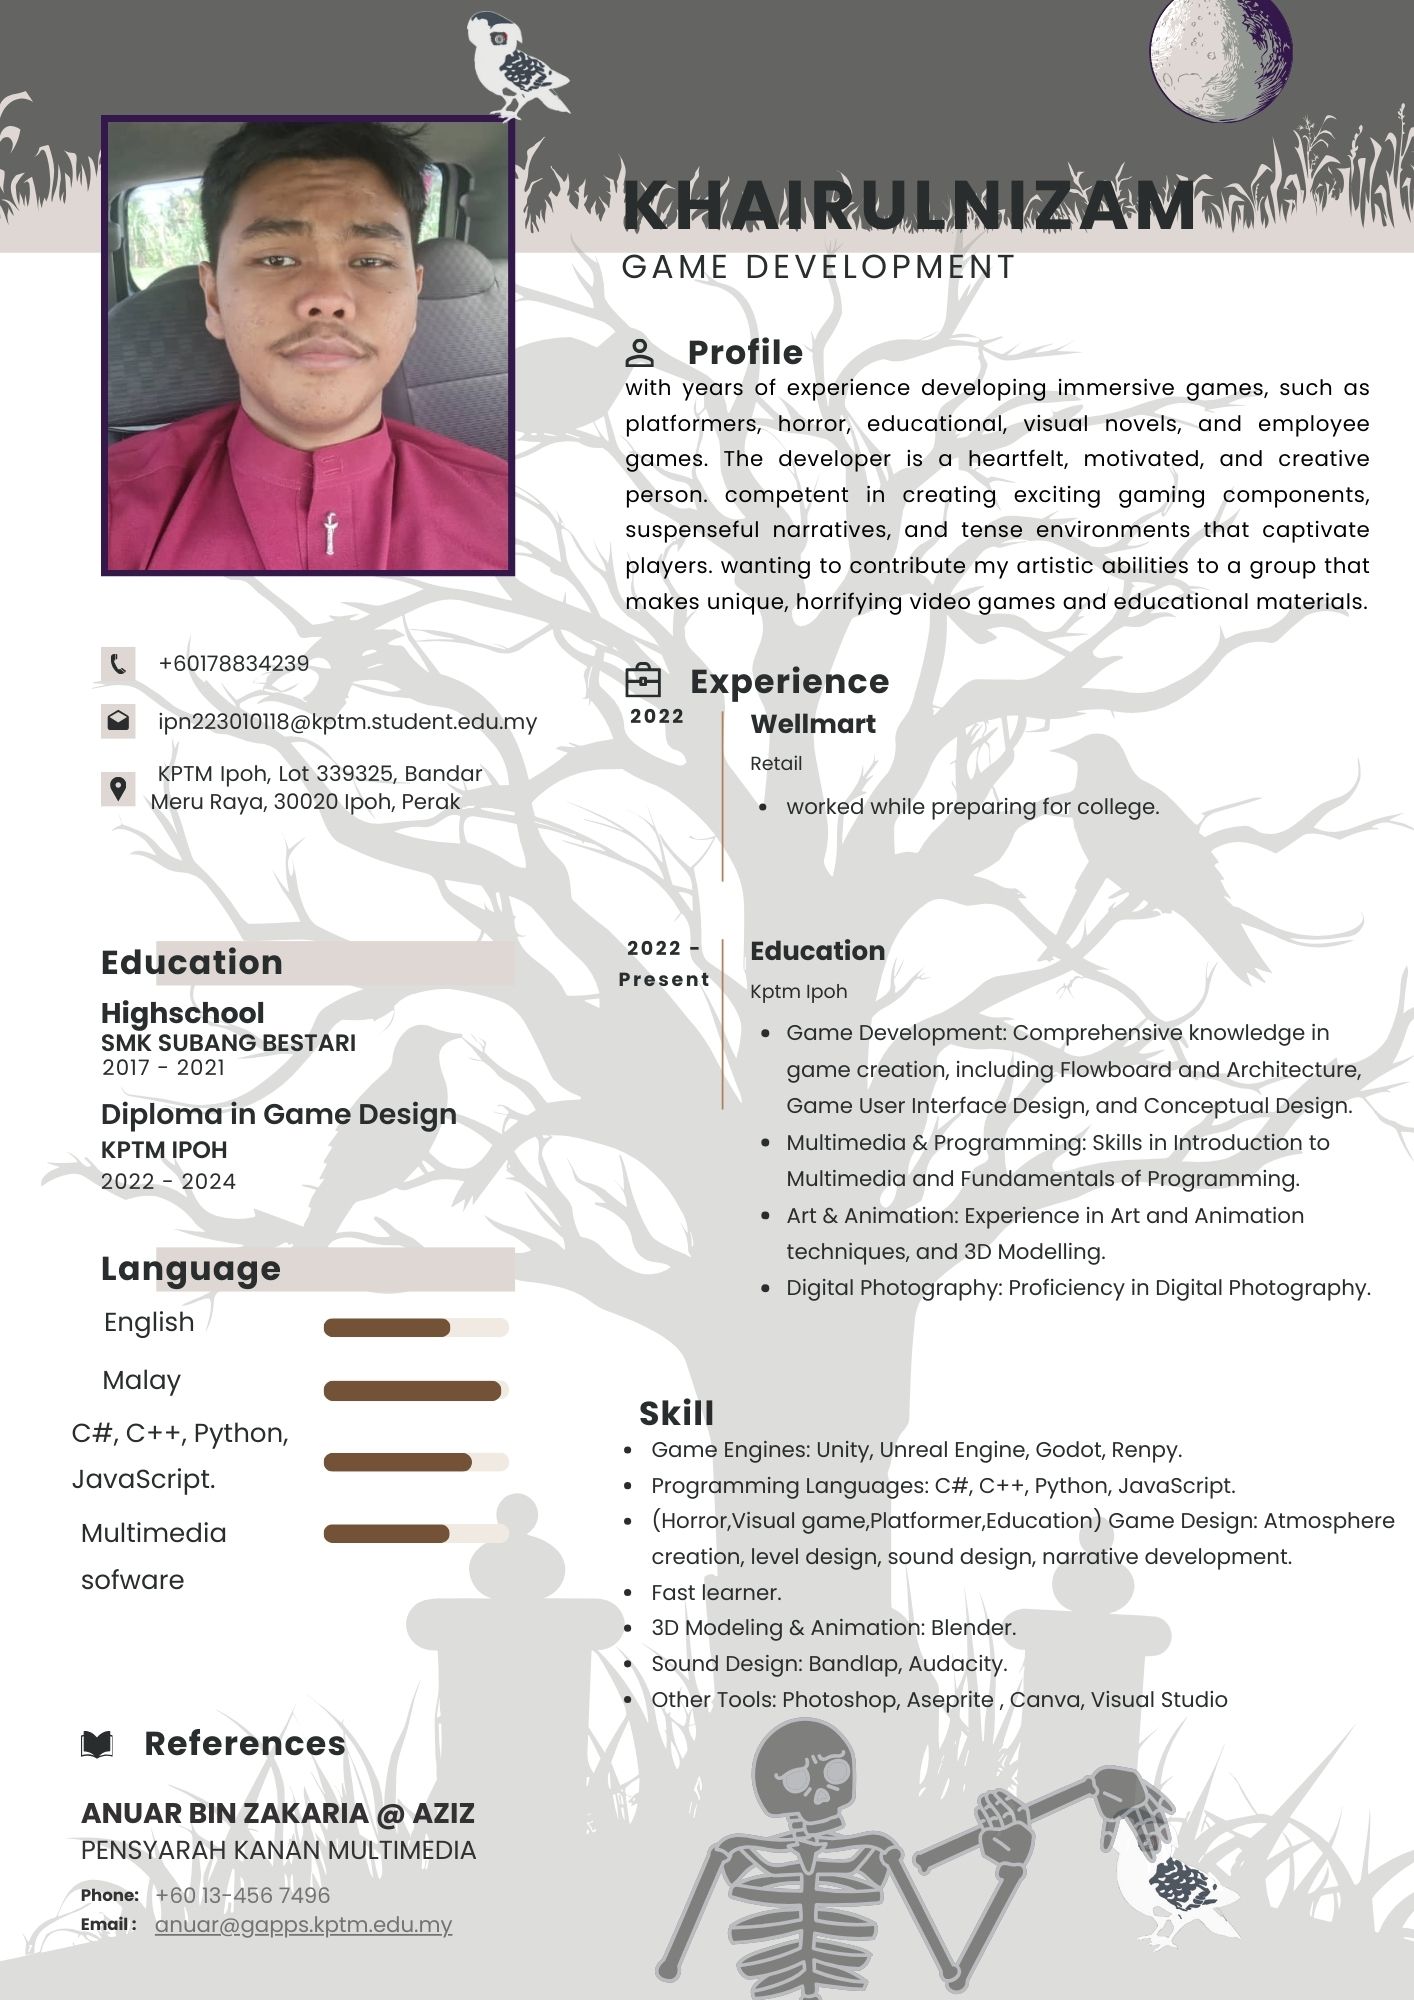 KHAIRULNIZAM
GAME DEVELOPMENT
Profile
with years of experience developing immersive games, such as
platformers, horror, educational, visual novels, and employee
games. The developer is a heartfelt, motivated, and creative
person. competent in creating exciting gaming components,
suspenseful narratives, and tense environments that captivate
players. wanting to contribute my artistic abilities to a group that
makes unique, horrifying video games and educational materials.
+60178834239
ipn223010118@kptm.student.edu.my
KPTM Ipoh, Lot 339325, Bandar
Meru Raya, 30020 Ipoh, Perak
Education
Highschool
SMK SUBANG BESTARI
2017 - 2021
Diploma in Game Design
KPTM IPOH
2022 - 2024
Language
English
Malay
C#, C++, Python,
JavaScript.
Multimedia
sofware
References
ANUAR BIN ZAKARIA @ AZIZ
PENSYARAH KANAN MULTIMEDIA
Phone: +60 13-456 7496
Email : anuar@gapps.kptm.edu.my
Experience
2022
Wellmart
Retail
• worked while preparing for college.
2022 -
Present
Education
Kptm Ipoh
• Game Development: Comprehensive knowledge in
game creation, including Flowboard and Architecture,
Game User Interface Design, and Conceptual Design.
• Multimedia & Programming: Skills in Introduction to
Multimedia and Fundamentals of Programming.
• Art & Animation: Experience in Art and Animation
techniques, and 3D Modelling.
• Digital Photography: Proficiency in Digital Photography.
Skill
• Game Engines: Unity, Unreal Engine, Godot, Renpy.
• Programming Languages: C#, C++, Python, JavaScript.
• (Horror,Visual game,Platformer,Education) Game Design: Atmosphere
creation, level design, sound design, narrative development.
• Fast learner.
• 3D Modeling & Animation: Blender.
• Sound Design: Bandlap, Audacity.
• Other Tools: Photoshop, Aseprite , Canva, Visual Studio